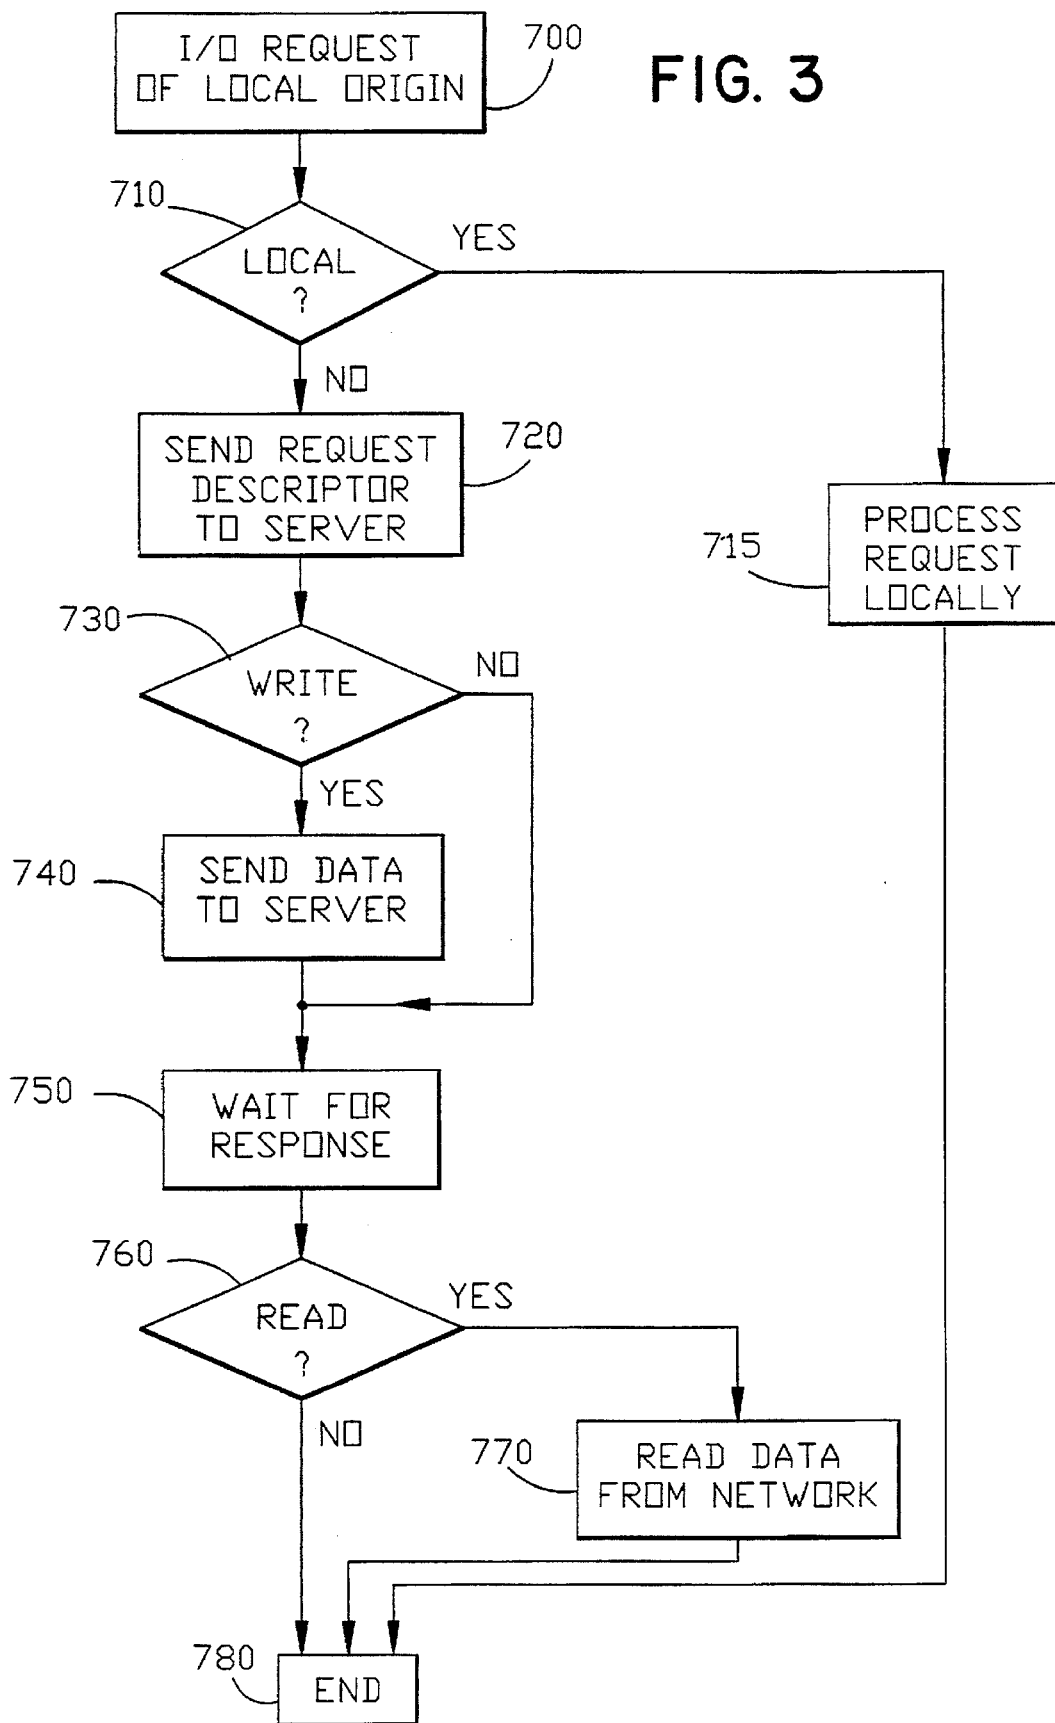 I/O REQUEST
OF LOCAL ORIGIN
700
FIG. 3
710
LOCAL
?
YES
NO
SEND REQUEST
DESCRIPTOR
TO SERVER
720
PROCESS
REQUEST
LOCALLY
715
730
WRITE
?
NO
YES
740
SEND DATA
TO SERVER
750
WAIT FOR
RESPONSE
760
READ
?
YES
NO
770
READ DATA
FROM NETWORK
780
END